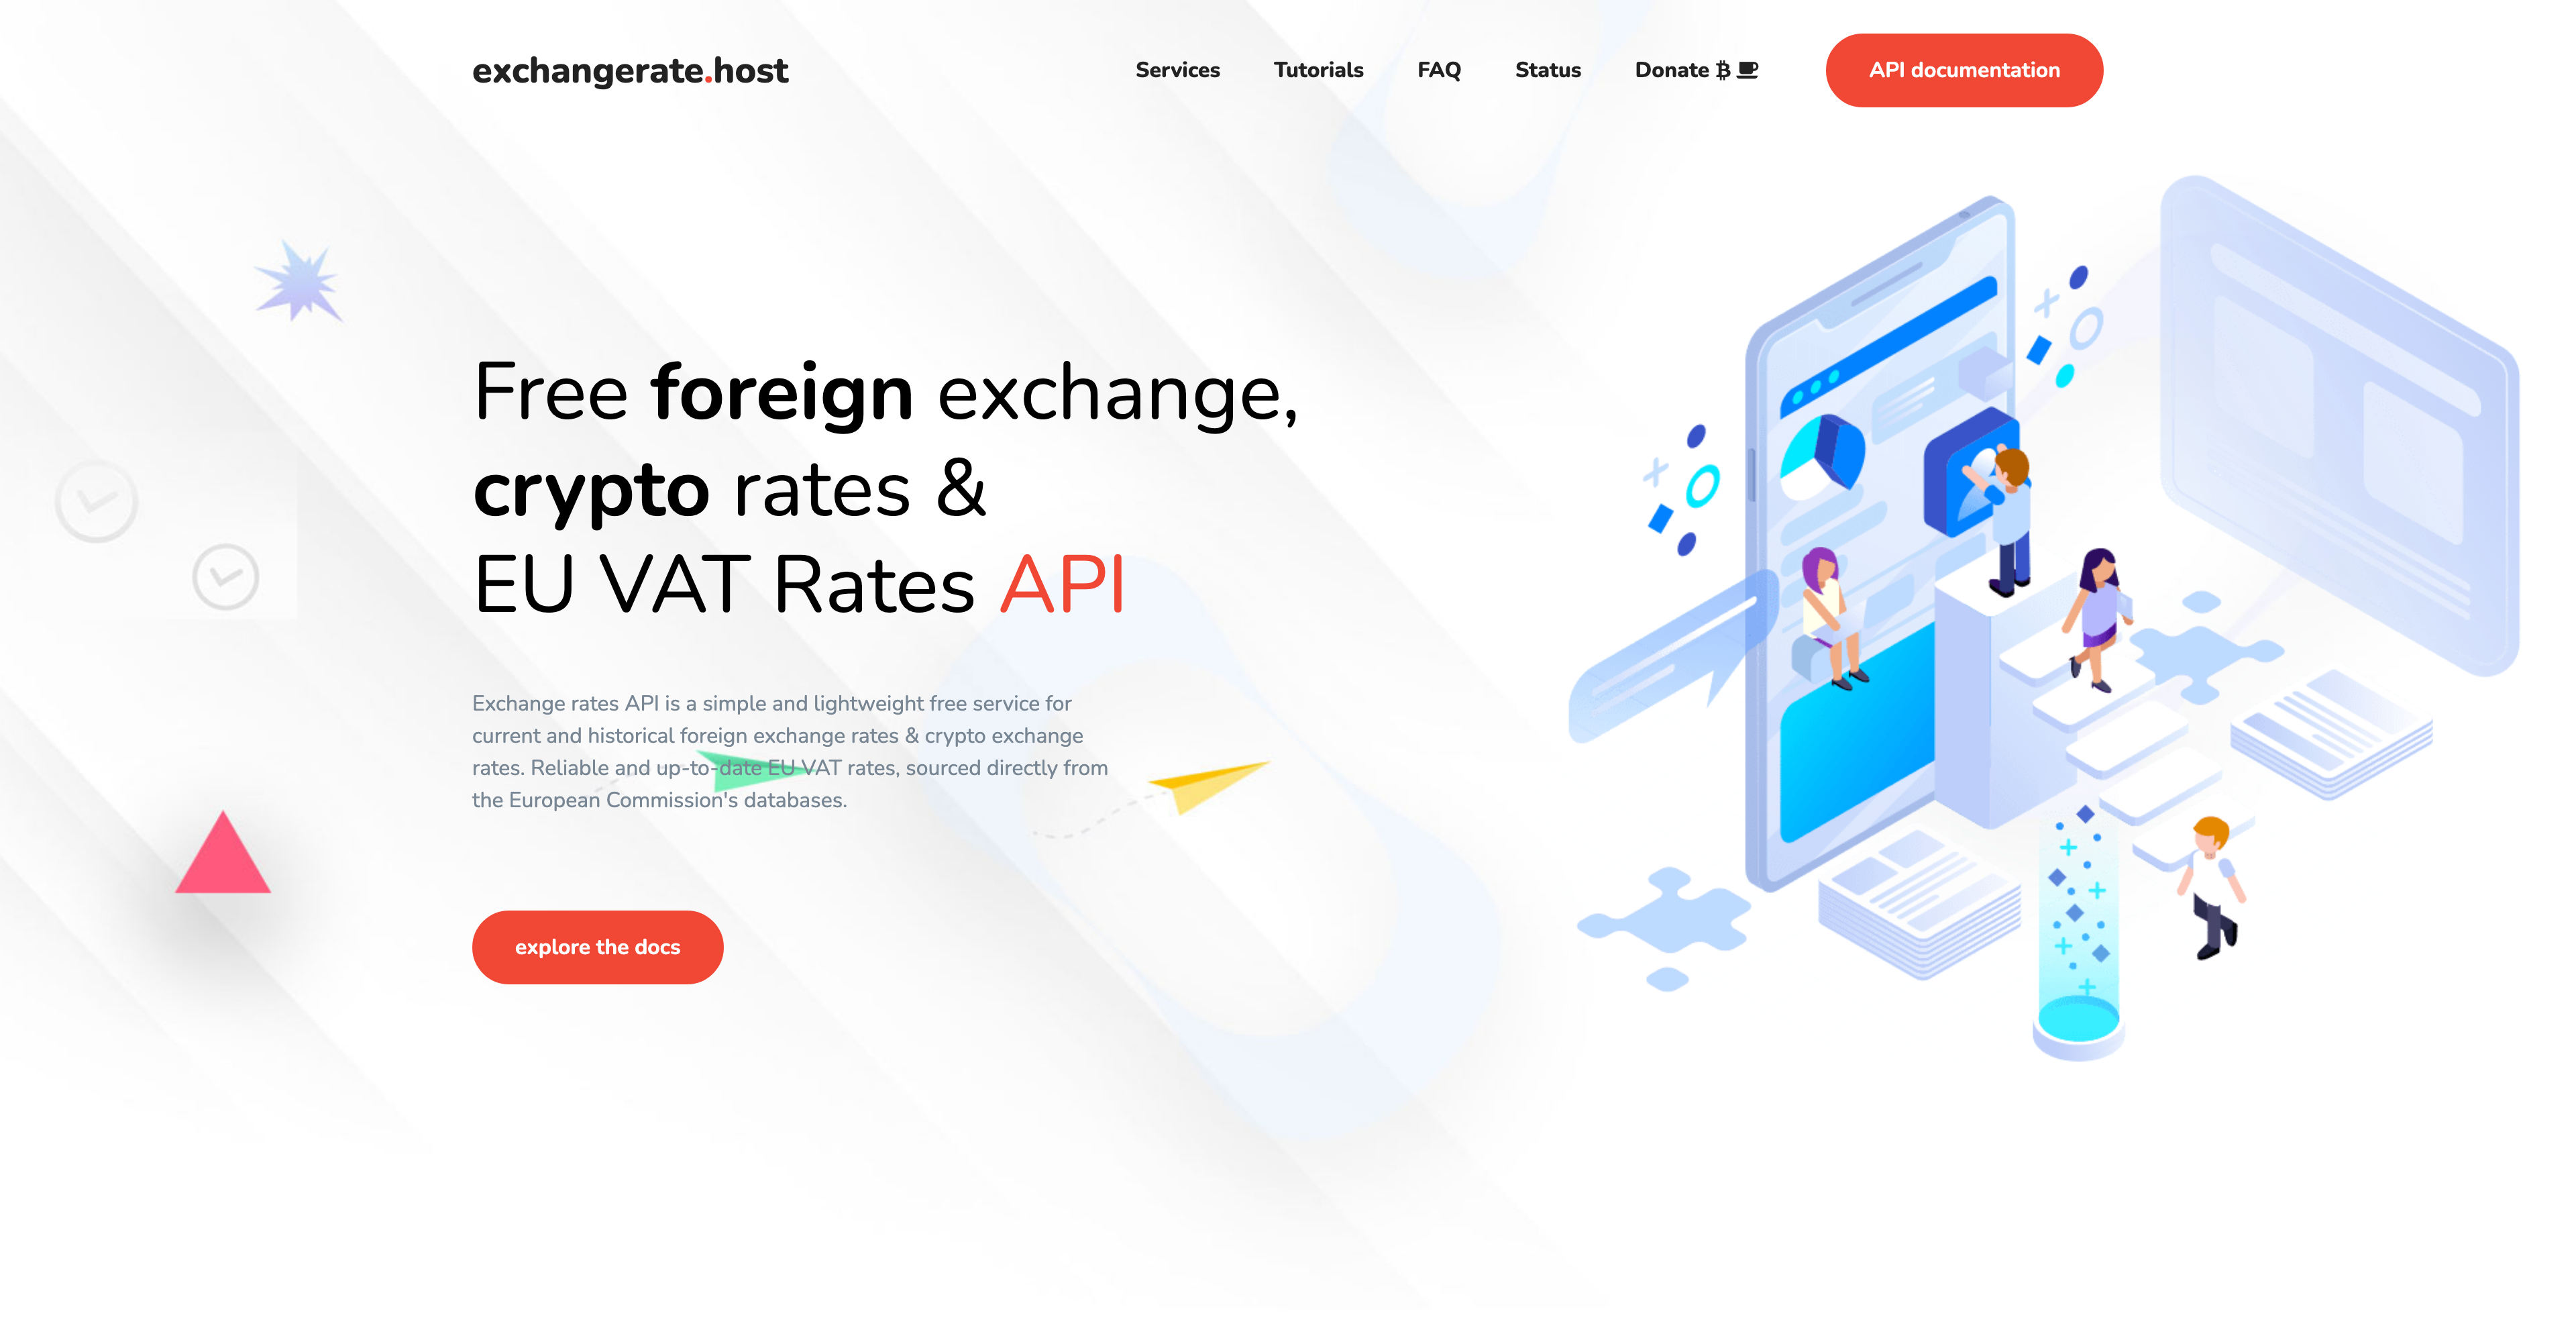 exchangerate.host
Services
Tutorials
FAQ
Status
Donate
API documentation
Free foreign exchange,
crypto rates &
EU VAT Rates API
Exchange rates API is a simple and lightweight free service for
current and historical foreign exchange rates & crypto exchange
rates. Reliable and up-to-date EU VAT rates, sourced directly from
the European Commission's databases.
explore the docs